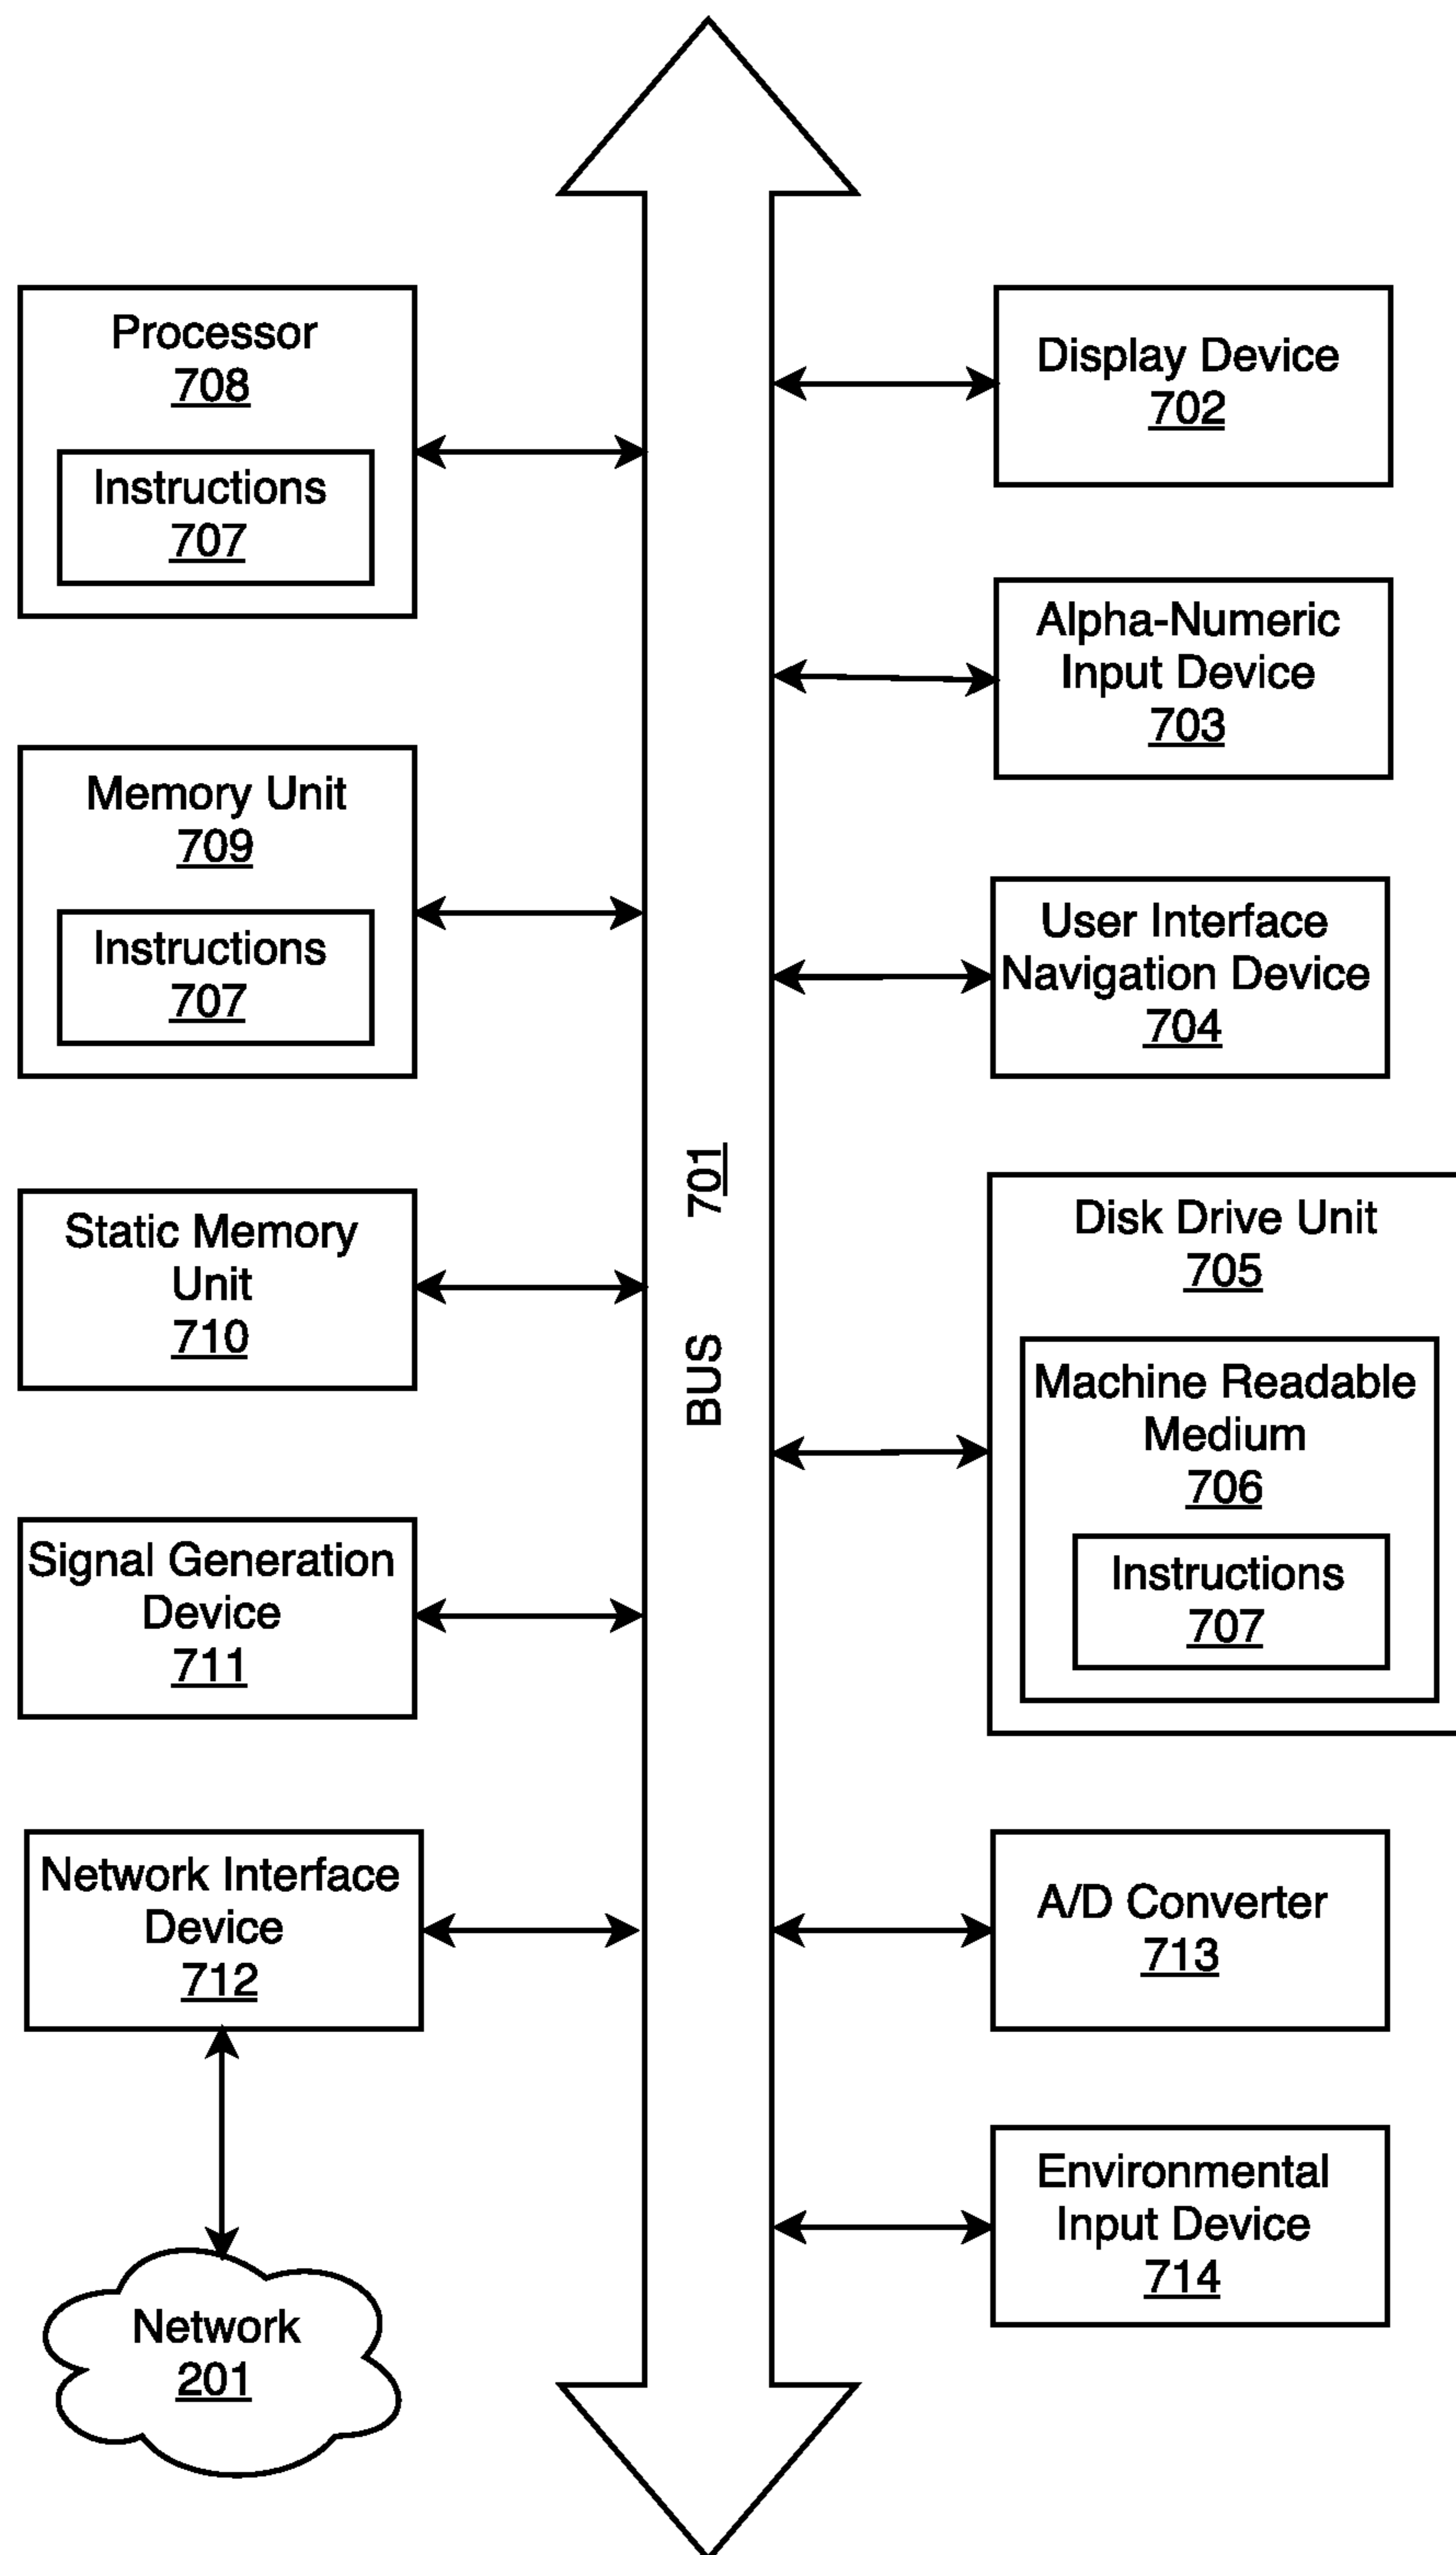 Processor
708
Instructions
707
Memory Unit
709
Instructions
707
Static Memory
Unit
710
Signal Generation
Device
711
Network Interface
Device
712
Network
201
BUS 701
Display Device
702
Alpha-Numeric
Input Device
703
User Interface
Navigation Device
704
Disk Drive Unit
705
Machine Readable
Medium
706
Instructions
707
A/D Converter
713
Environmental
Input Device
714